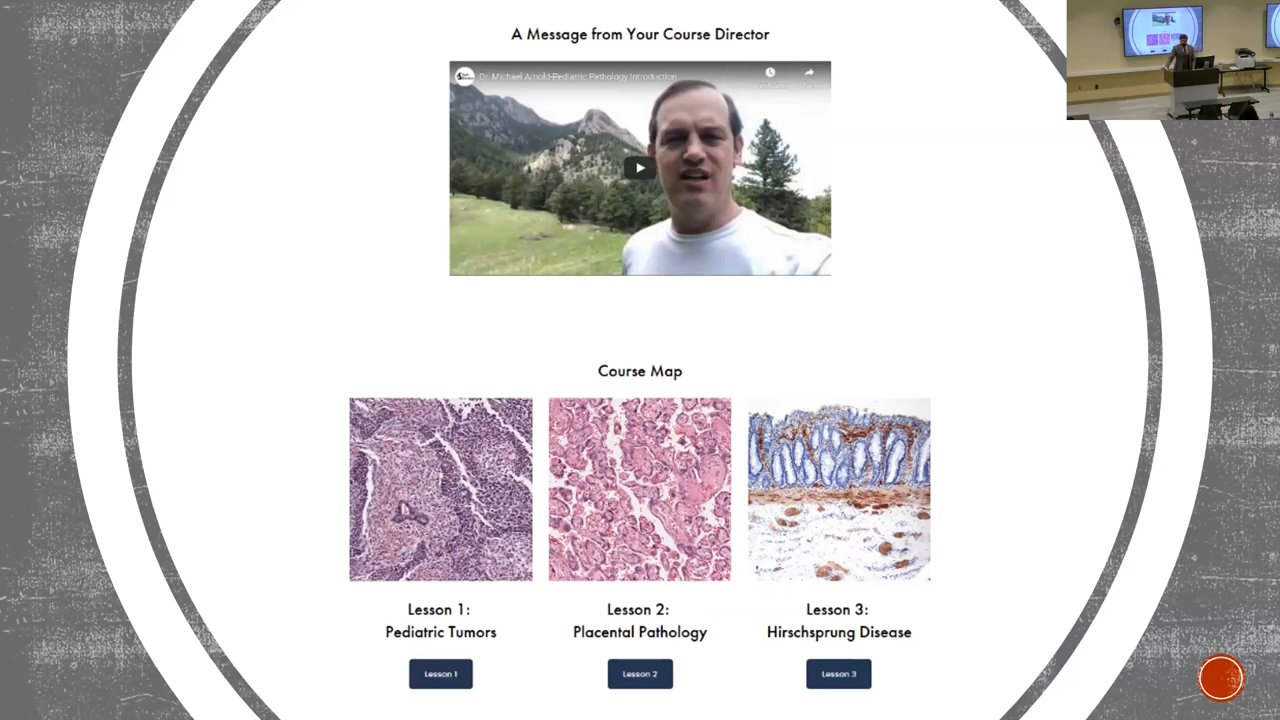 A Message from Your Course Director
Dr. Michael Arnold-Pediatric Pathology Introduction
Course Map
Lesson 1:
Pediatric Tumors
Lesson 2:
Placental Pathology
Lesson 3:
Hirschsprung Disease
Lesson 1
Lesson 2
Lesson 3